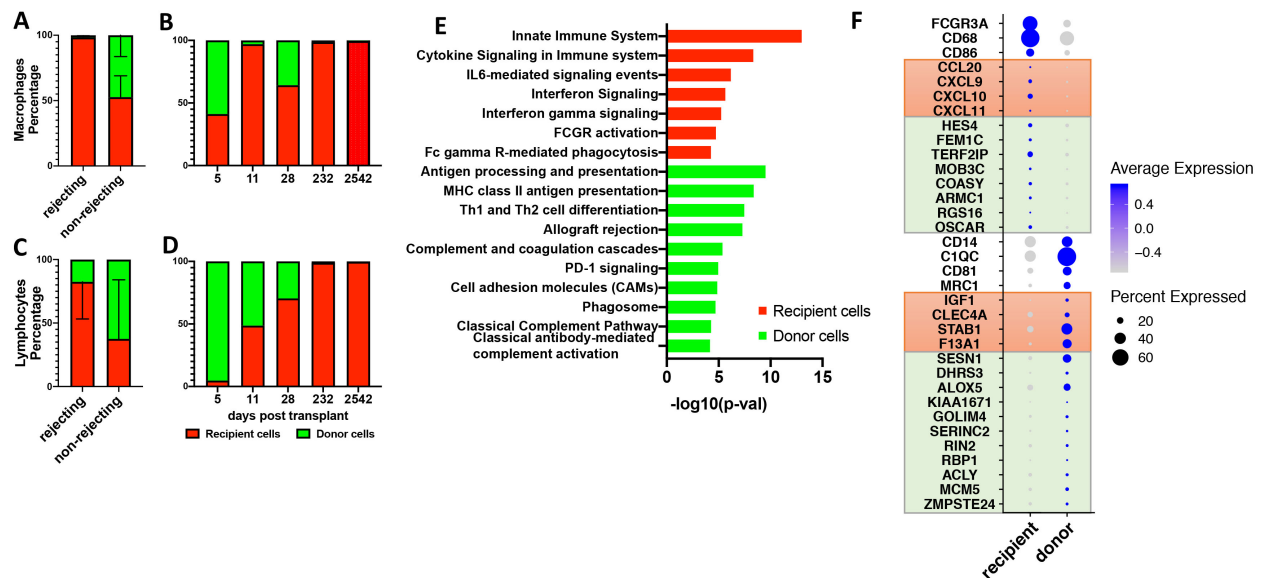 A
Macrophages
Percentage
100
50
0
rejecting
non-rejecting
B
100
50
0
5
11
28
232
2542
C
Lymphocytes
Percentage
100
50
0
rejecting
non-rejecting
D
100
50
0
5
11
28
232
2542
days post transplant
Recipient cells
Donor cells
E
Innate Immune System
Cytokine Signaling in Immune system
IL6-mediated signaling events
Interferon Signaling
Interferon gamma signaling
FCGR activation
Fc gamma R-mediated phagocytosis
Antigen processing and presentation
MHC class II antigen presentation
Th1 and Th2 cell differentiation
Allograft rejection
Complement and coagulation cascades
PD-1 signaling
Cell adhesion molecules (CAMs)
Phagosome
Classical Complement Pathway
Classical antibody-mediated
complement activation
Recipient cells
Donor cells
0
5
10
15
-log10(p-val)
F
FCGR3A
CD68
CD86
CCL20
CXCL9
CXCL10
CXCL11
HES4
FEM1C
TERF2IP
MOB3C
COASY
ARMC1
RGS16
OSCAR
CD14
C1QC
CD81
MRC1
IGF1
CLEC4A
STAB1
F13A1
SESN1
DHRS3
ALOX5
KIAA1671
GOLIM4
SERINC2
RIN2
RBP1
ACLY
MCM5
ZMPSTE24
recipient
donor
Average Expression
0.4
0.0
−0.4
Percent Expressed
20
40
60